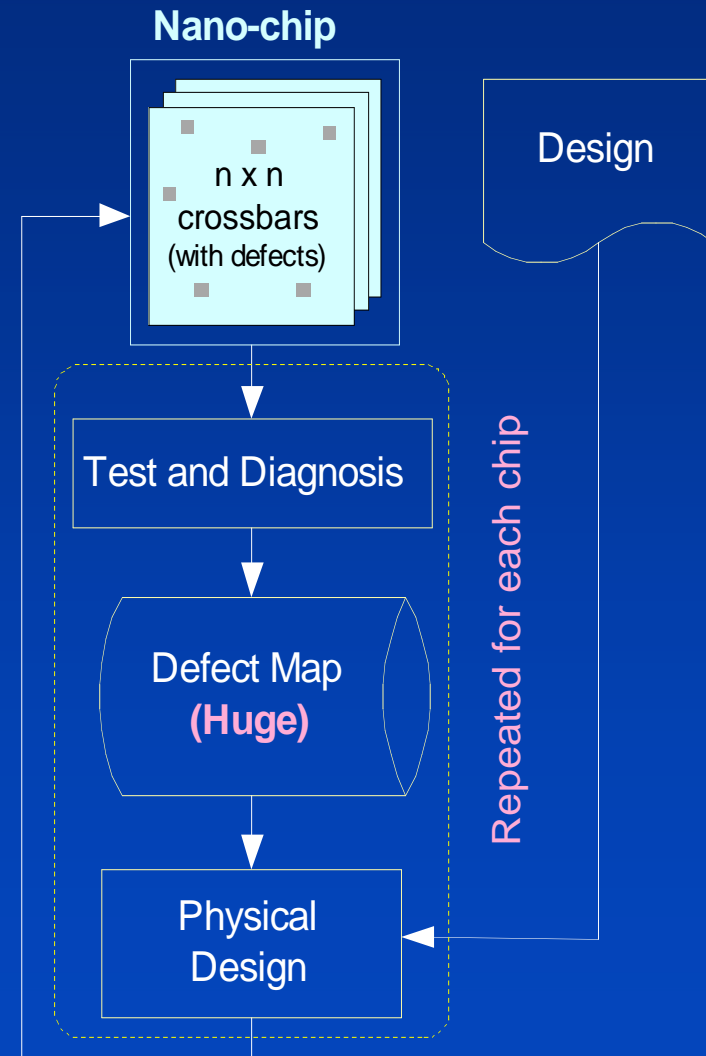 Nano-chip
n x n
crossbars
(with defects)
Design
Test and Diagnosis
Defect Map
(Huge)
Repeated for each chip
Physical
Design